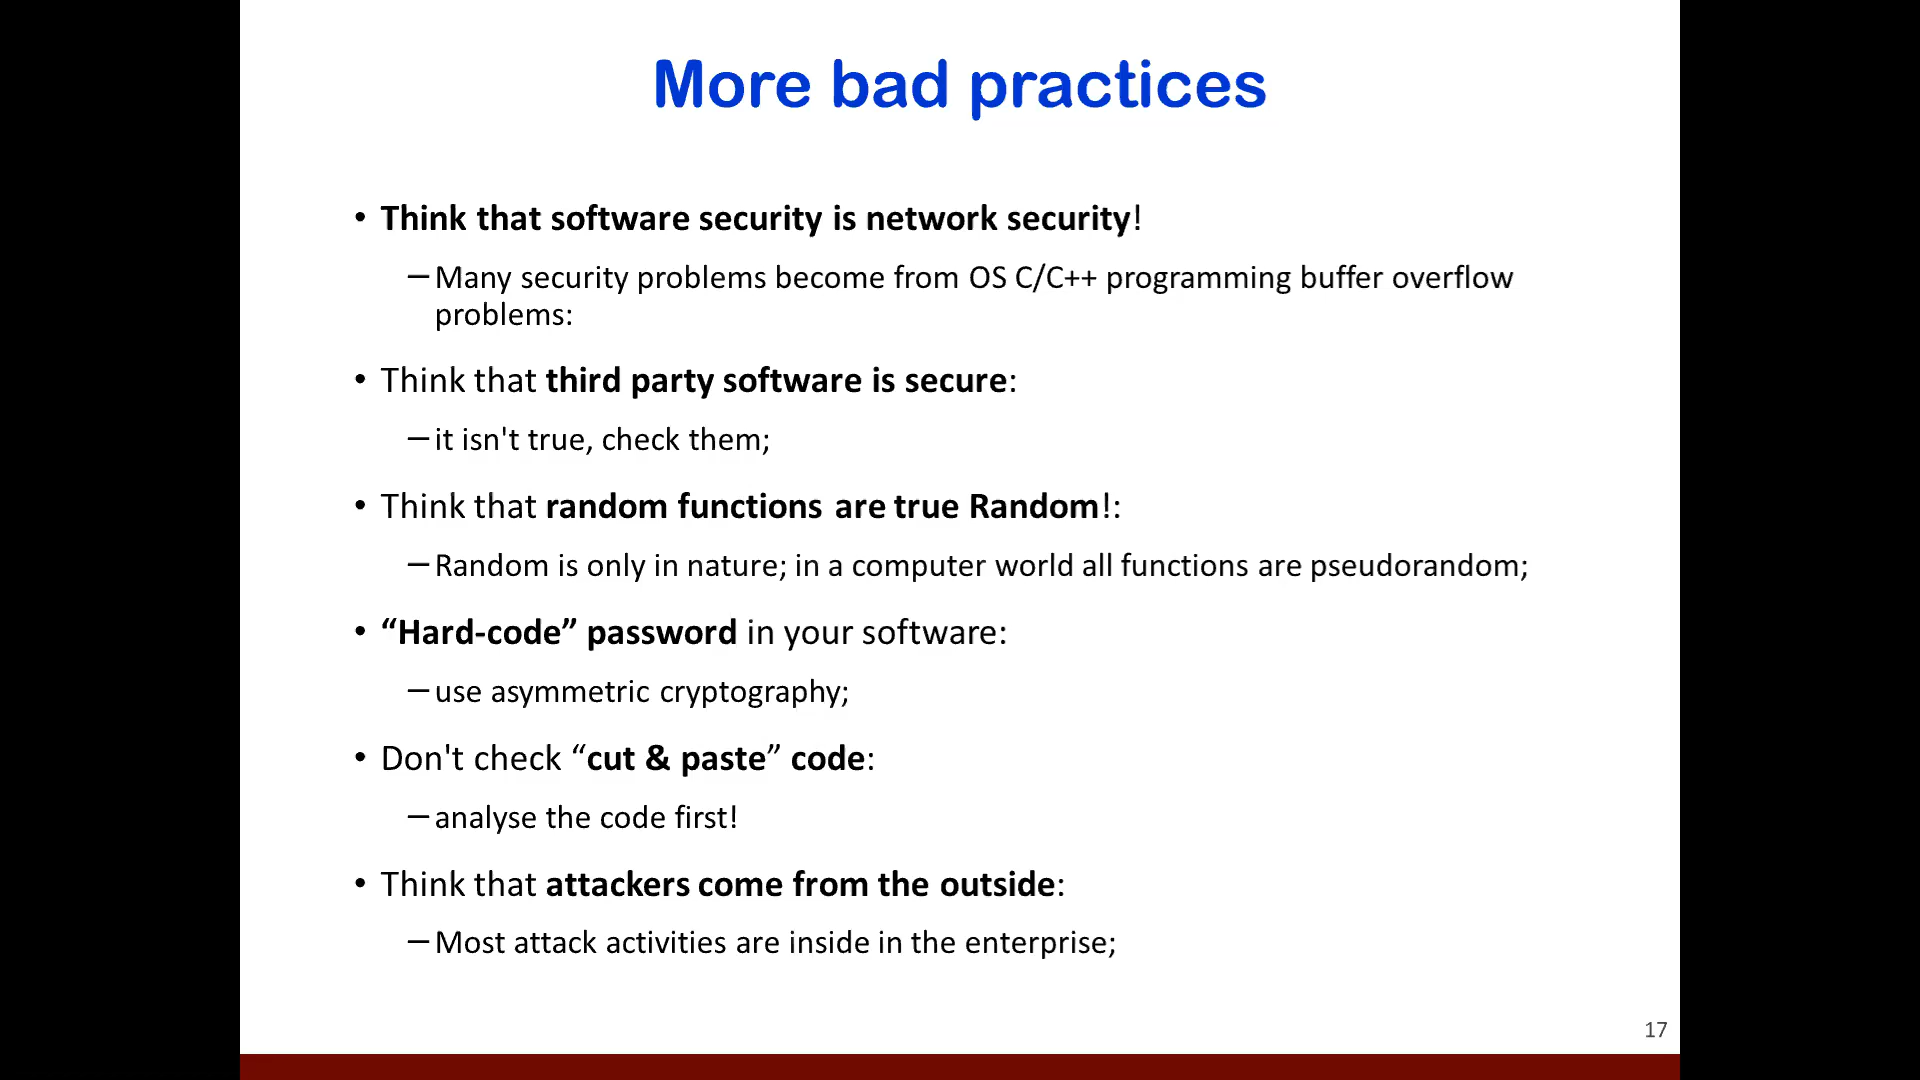 More bad practices
• Think that software security is network security!
–Many security problems become from OS C/C++ programming buffer overflow
problems:
• Think that third party software is secure:
–it isn't true, check them;
• Think that random functions are true Random!:
–Random is only in nature; in a computer world all functions are pseudorandom;
• “Hard-code” password in your software:
–use asymmetric cryptography;
• Don't check “cut & paste” code:
–analyse the code first!
• Think that attackers come from the outside:
–Most attack activities are inside in the enterprise;
17